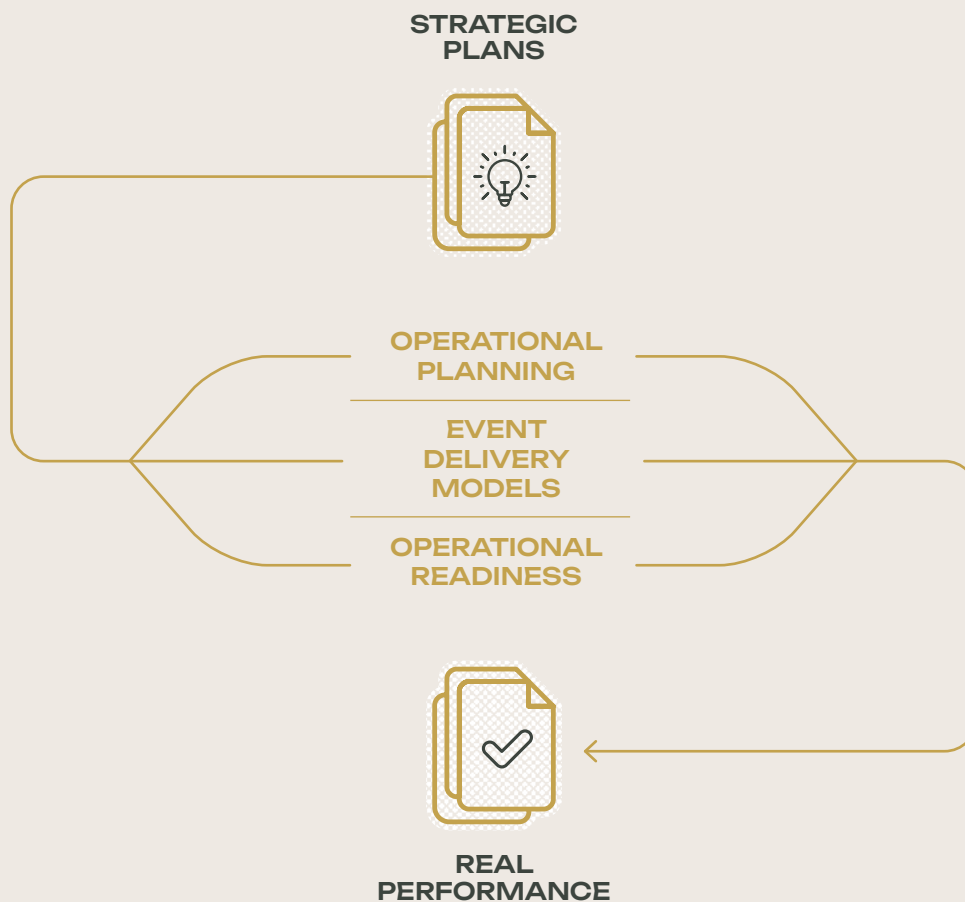 STRATEGIC
PLANS
OPERATIONAL
PLANNING
EVENT
DELIVERY
MODELS
OPERATIONAL
READINESS
REAL
PERFORMANCE